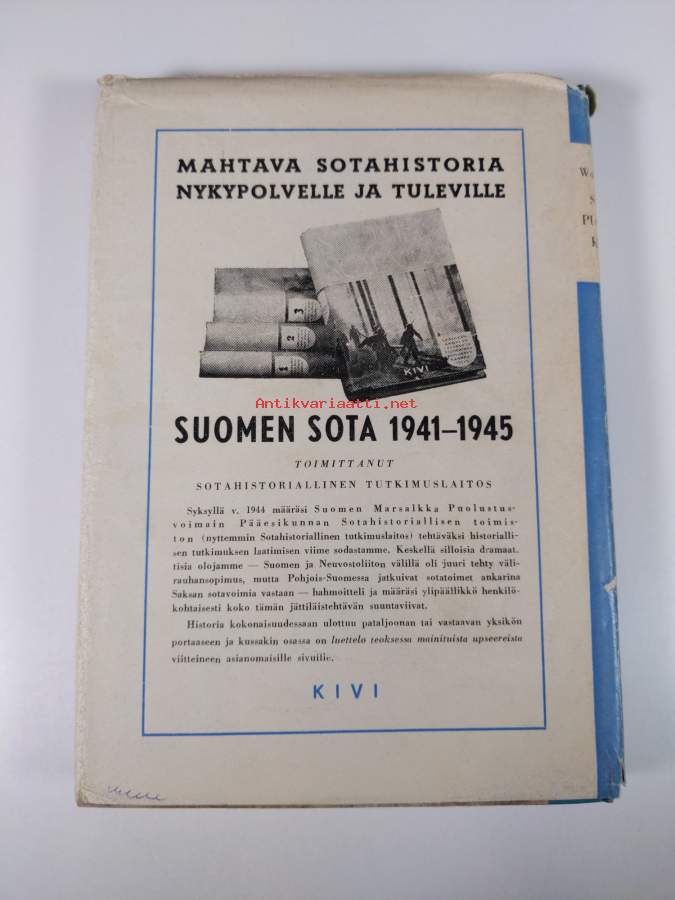 MAHTAVA SOTAHISTORIA
NYKYPOLVELLE JA TULEVILLE
3
2
1
KIVI
Antikvariaatti.net
SUOMEN SOTA 1941–1945
TOIMITTANUT
SOTAHISTORIALLINEN TUTKIMUSLAITOS
Syksyllä v. 1944 määräsi Suomen Marsalkka Puolustus-
voimain Pääesikunnan Sotahistoriallisen toimis-
ton (nyttemmin Sotahistoriallinen tutkimuslaitos) tehtäväksi historialli-
sen tutkimuksen laatimisen viime sodastamme. Keskellä silloisia dramaat-
tisia olojamme — Suomen ja Neuvostoliiton välillä oli juuri tehty väli-
rauhansopimus, mutta Pohjois-Suomessa jatkuivat sotatoimet ankarina
Saksan sotavoimia vastaan — hahmoitteli ja määräsi ylipäällikkö henkilö-
kohtaisesti koko tämän jättiläistehtävän suuntaviivat.
Historia kokonaisuudessaan ulottuu pataljoonan tai vastaavan yksikön
portaaseen ja kussakin osassa on luettelo teoksessa mainituista upseereista
viitteineen asianomaisille sivuille.
KIVI